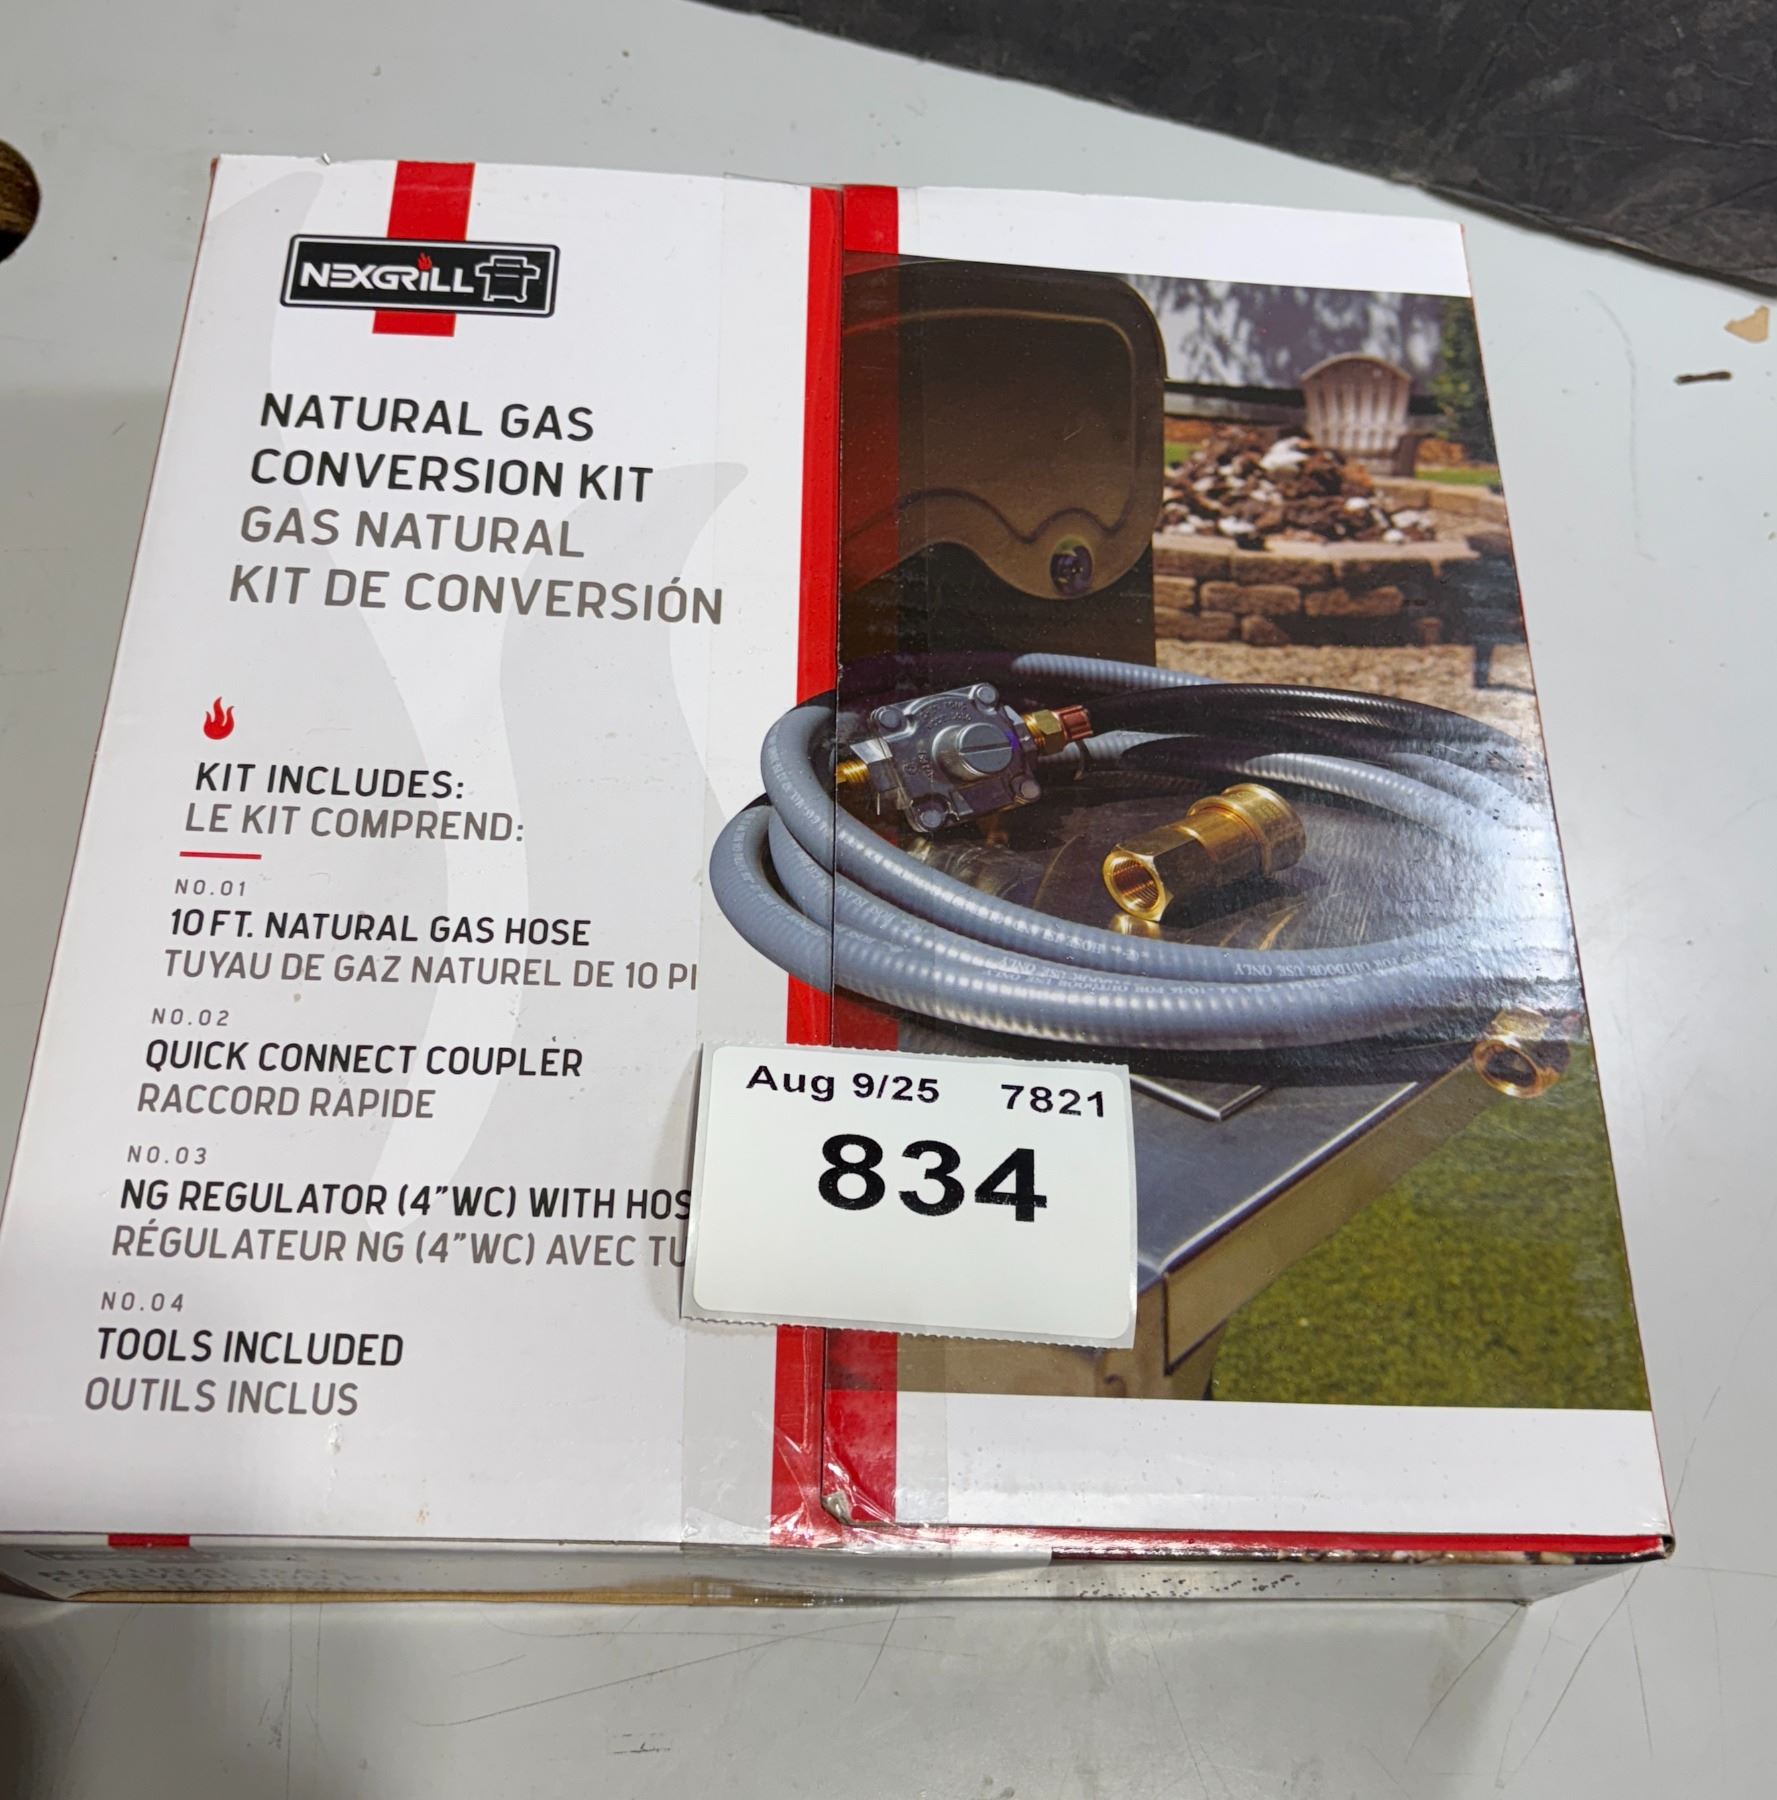 NEXGRILL
NATURAL GAS
CONVERSION KIT
GAS NATURAL
KIT DE CONVERSIÓN
KIT INCLUDES:
LE KIT COMPREND:
NO.01
10 FT. NATURAL GAS HOSE
TUYAU DE GAZ NATUREL DE 10 PI
NO.02
QUICK CONNECT COUPLER
RACCORD RAPIDE
NO.03
NG REGULATOR (4”WC) WITH HOS
RÉGULATEUR NG (4”WC) AVEC TU
NO.04
TOOLS INCLUDED
OUTILS INCLUS
Aug 9/25 7821
834